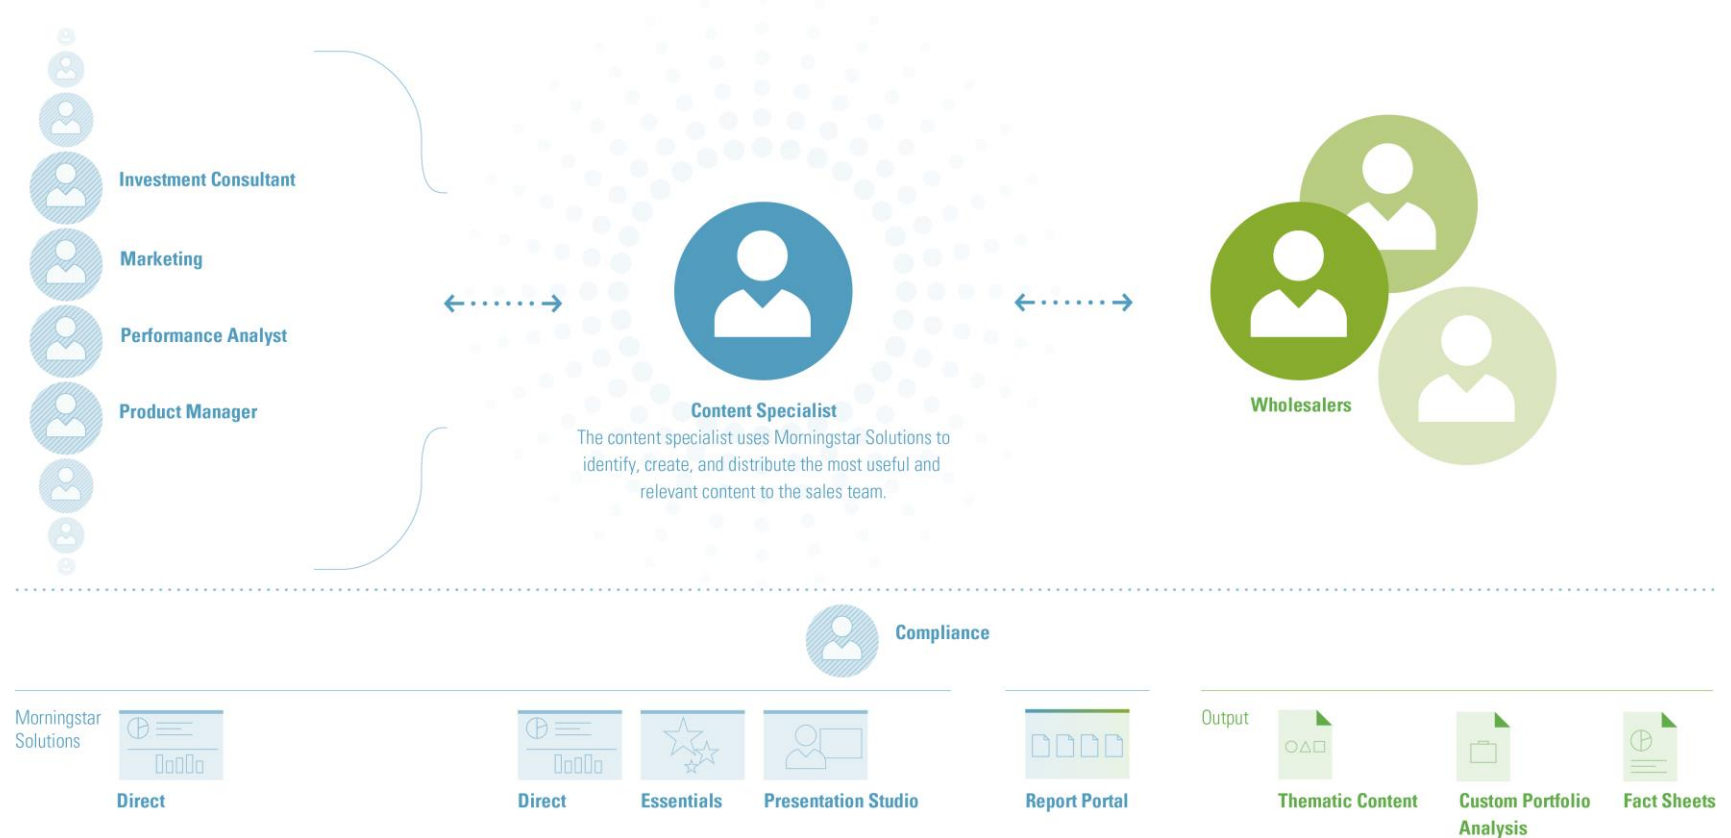 Investment Consultant
Marketing
Performance Analyst
Product Manager
Content Specialist
The content specialist uses Morningstar Solutions to
identify, create, and distribute the most useful and
relevant content to the sales team.
Wholesalers
Compliance
Morningstar
Solutions
Direct
Direct
Essentials
Presentation Studio
Report Portal
Output
Thematic Content
Custom Portfolio
Analysis
Fact Sheets